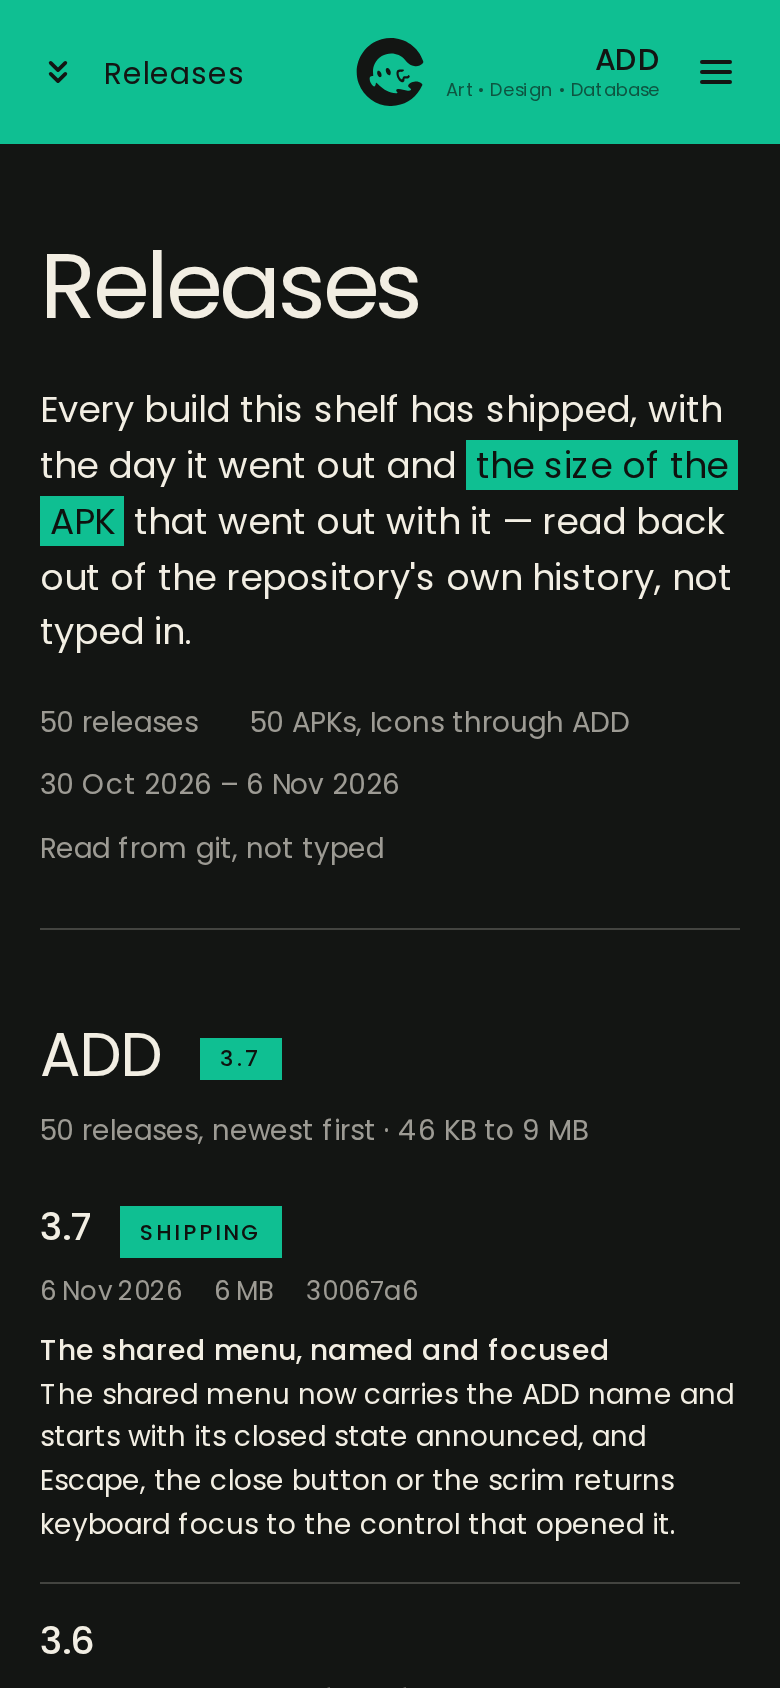 Releases
ADD
Art • Design • Database
Releases
Every build this shelf has shipped, with
the day it went out and the size of the
APK that went out with it — read back
out of the repository's own history, not
typed in.
50 releases 50 APKs, Icons through ADD
30 Oct 2026 – 6 Nov 2026
Read from git, not typed
ADD 3.7
50 releases, newest first · 46 KB to 9 MB
3.7 SHIPPING
6 Nov 2026 6 MB 30067a6
The shared menu, named and focused
The shared menu now carries the ADD name and
starts with its closed state announced, and
Escape, the close button or the scrim returns
keyboard focus to the control that opened it.
3.6